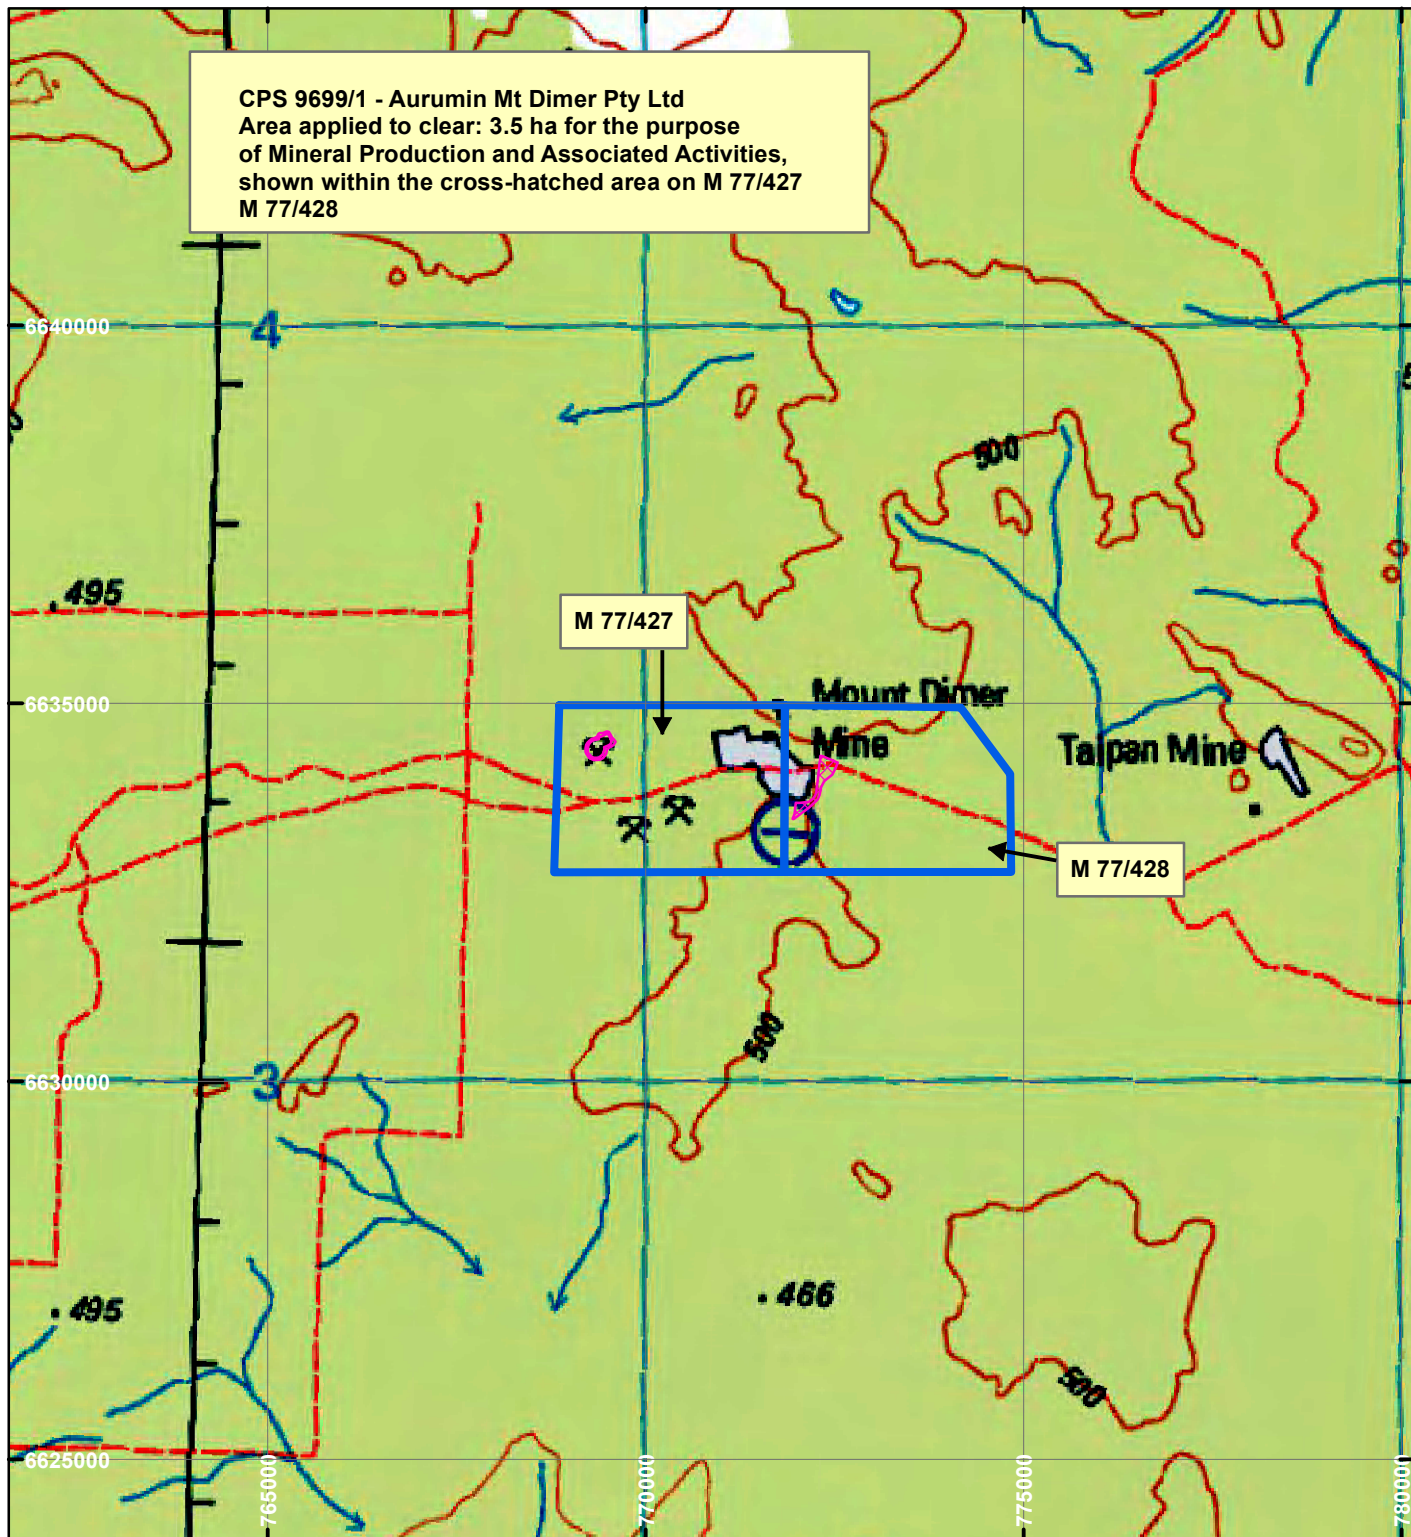 CPS 9699/1 - Aurumin Mt Dimer Pty Ltd
Area applied to clear: 3.5 ha for the purpose
of Mineral Production and Associated Activities,
shown within the cross-hatched area on M 77/427
M 77/428
6640000
4
500
495
M 77/427
6635000
Mount Dimer
Mine
Taipan Mine
M 77/428
500
6630000
3
466
495
500
6625000
765000
770000
775000
780000